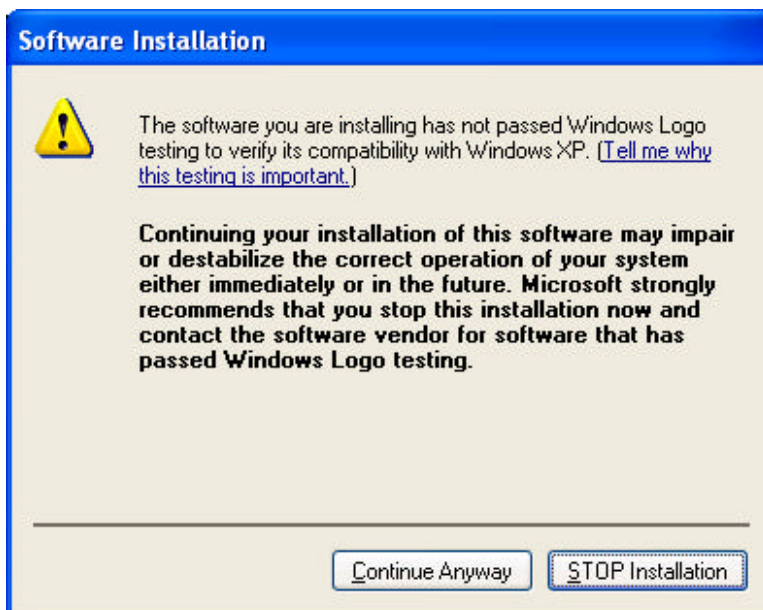 Software Installation
The software you are installing has not passed Windows Logo
testing to verify its compatibility with Windows XP. (Tell me why
this testing is important.)
Continuing your installation of this software may impair
or destabilize the correct operation of your system
either immediately or in the future. Microsoft strongly
recommends that you stop this installation now and
contact the software vendor for software that has
passed Windows Logo testing.
Continue Anyway
STOP Installation